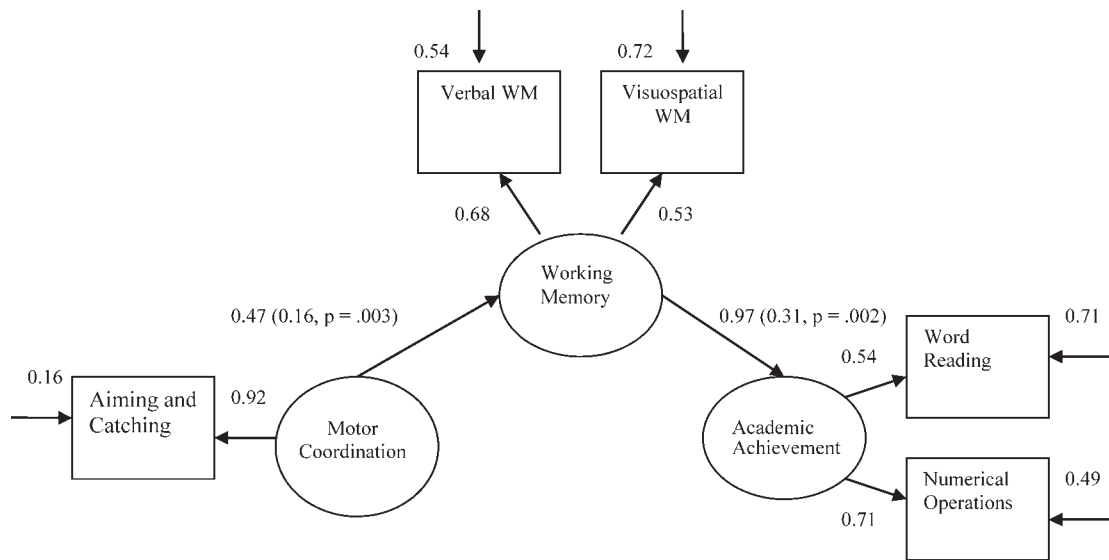 0.54
Verbal WM
0.72
Visuospatial
WM
0.68
0.53
Working
Memory
0.47 (0.16, p = .003)
0.97 (0.31, p = .002)
0.16
Aiming and
Catching
0.92
Motor
Coordination
Academic
Achievement
0.54
Word
Reading
0.71
0.71
Numerical
Operations
0.49